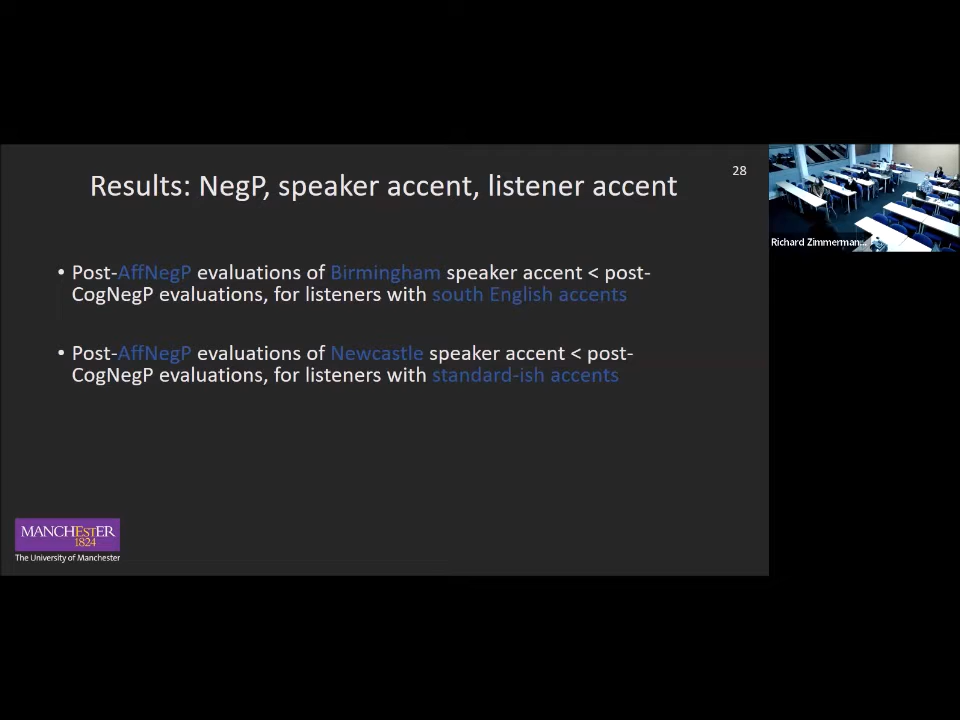 28
Results: NegP, speaker accent, listener accent
• Post-AffNegP evaluations of Birmingham speaker accent < post-
CogNegP evaluations, for listeners with south English accents
• Post-AffNegP evaluations of Newcastle speaker accent < post-
CogNegP evaluations, for listeners with standard-ish accents
MANCHESTER
1824
The University of Manchester
Richard Zimmerman...